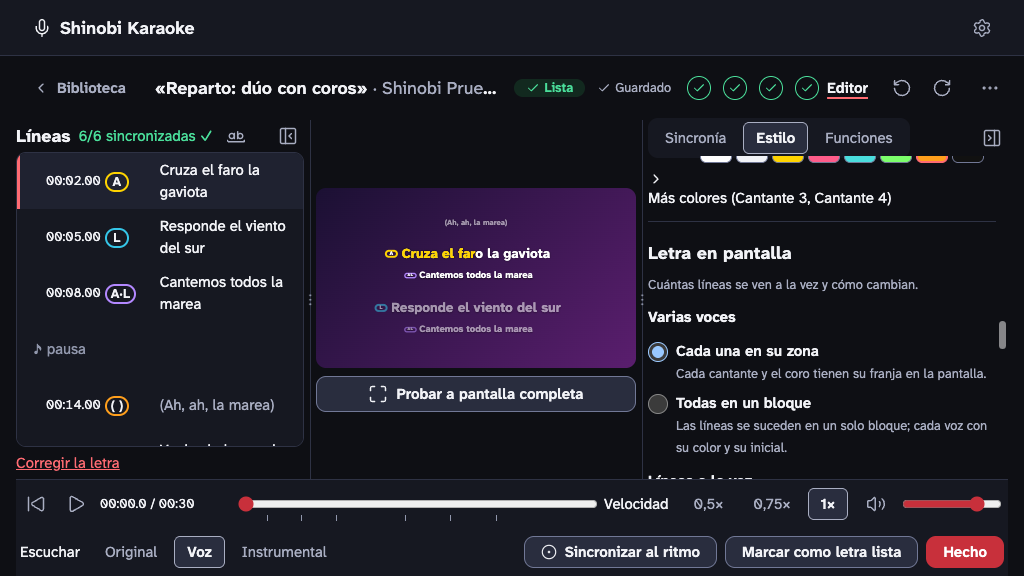 Shinobi Karaoke
Biblioteca
«Reparto: dúo con coros» · Shinobi Prue...
Lista
Guardado
Editor
Líneas 6/6 sincronizadas
ab
00:02.00 A Cruza el faro la
gaviota
00:05.00 L Responde el viento
del sur
00:08.00 A·L Cantemos todos la
marea
♪ pausa
00:14.00 ( ) (Ah, ah, la marea)
Corregir la letra
(Ah, ah, la marea)
Cruza el faro la gaviota
Cantemos todos la marea
L Responde el viento del sur
Cantemos todos la marea
Probar a pantalla completa
Sincronía
Estilo
Funciones
Más colores (Cantante 3, Cantante 4)
Letra en pantalla
Cuántas líneas se ven a la vez y cómo cambian.
Varias voces
Cada una en su zona
Cada cantante y el coro tienen su franja en la pantalla.
Todas en un bloque
Las líneas se suceden en un solo bloque; cada voz con
su color y su inicial.
Líneas a la vez
00:00.0 / 00:30
Velocidad
0,5×
0,75×
1×
Escuchar
Original
Voz
Instrumental
Sincronizar al ritmo
Marcar como letra lista
Hecho